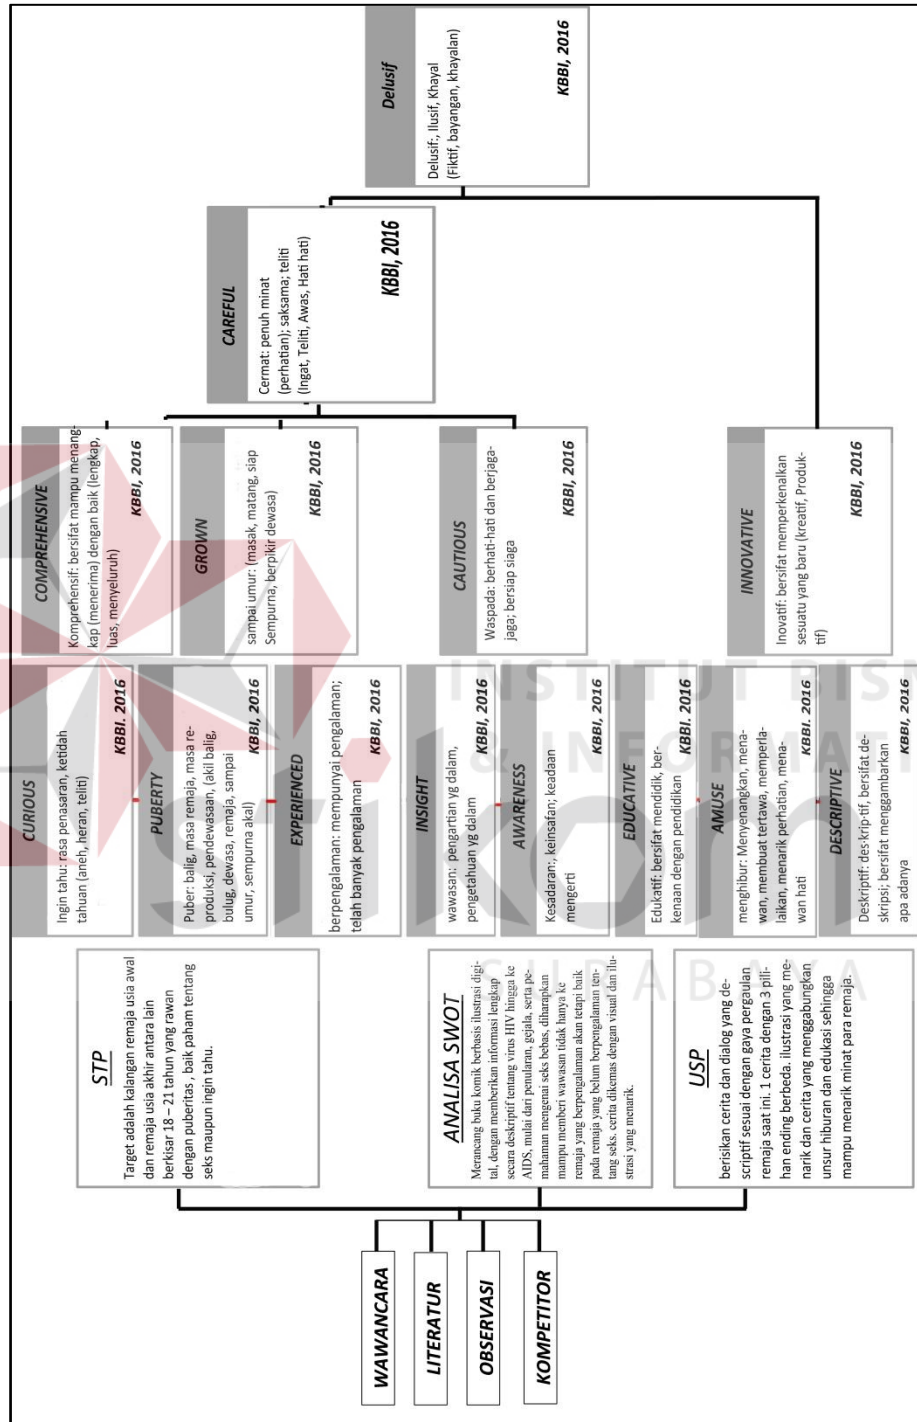 WAWANCARA
LITERATUR
OBSERVASI
KOMPETITOR
STP
Target adalah kalangan remaja usia awal
dan remaja usia akhir antara lain
berkisar 18 – 21 tahun yang rawan
dengan puberitas , baik paham tentang
seks maupun ingin tahu.
ANALISA SWOT
Merancang buku komik berbasis ilustrasi digi-
tal, dengan memberikan informasi lengkap
secara deskriptif tentang virus HIV hingga ke
AIDS, mulai dari penularan, gejala, serta pe-
mahaman mengenai seks bebas, diharapkan
mampu memberi wawasan tidak hanya ke
remaja yang berpengalaman akan tetapi baik
pada remaja yang belum berpengalaman ten-
tang seks. cerita dikemas dengan visual dan ilu-
strasi yang menarik.
USP
berisikan cerita dan dialog yang de-
scriptif sesuai dengan gaya pergaulan
remaja saat ini. 1 cerita dengan 3 pili-
han ending berbeda. ilustrasi yang me-
narik dan cerita yang menggabungkan
unsur hiburan dan edukasi sehingga
mampu menarik minat para remaja.
CURIOUS
Ingin tahu: rasa penasaran, ketidah
tahuan (aneh, heran, teliti)
KBBI. 2016
PUBERTY
Puber: balig, masa remaja, masa re-
produksi, pendewasaan, (akil balig,
bulug, dewasa, remaja, sampai
umur, sempurna akal)
KBBI, 2016
EXPERIENCED
berpengalaman: mempunyai pengalaman;
telah banyak pengalaman
KBBI, 2016
INSIGHT
wawasan: pengartian yg dalam,
pengetahuan yg dalam
KBBI, 2016
AWARENESS
Kesadaran:, keinsafan; keadaan
mengerti
KBBI, 2016
EDUCATIVE
Edukatif: bersifat mendidik, ber-
kenaan dengan pendidikan
KBBI, 2016
AMUSE
menghibur: Menyenangkan, mena-
wan, membuat tertawa, memperla-
laikan, menarik perhatian, mena-
wan hati
KBBI. 2016
DESCRIPTIVE
Deskriptif: des·krip·tif, bersifat de-
skripsi; bersifat menggambarkan
apa adanya
KBBI, 2016
COMPREHENSIVE
Komprehensif: bersifat mampu menang-
kap (menerima) dengan baik (lengkap,
luas, menyeluruh)
KBBI, 2016
GROWN
sampai umur: (masak, matang, siap
Sempurna, berpikir dewasa)
KBBI, 2016
CAUTIOUS
Waspada: berhati-hati dan berjaga-
jaga; bersiap siaga
KBBI, 2016
INNOVATIVE
Inovatif: bersifat memperkenalkan
sesuatu yang baru (kreatif, Produk-
tif)
KBBI, 2016
CAREFUL
Cermat: penuh minat
(perhatian); saksama; teliti
(Ingat, Teliti, Awas, Hati hati)
KBBI, 2016
Delusif
Delusif:, Ilusif, Khayal
(Fiktif, bayangan, khayalan)
KBBI, 2016
INSTITUT BISN
& INFORMATI
stikom
SURABAYA